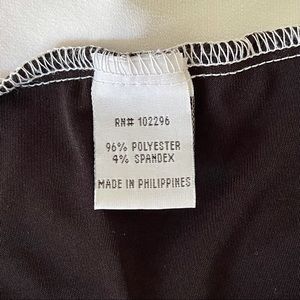 RN# 102296
96% POLYESTER
4% SPANDEX
MADE IN PHILIPPINES